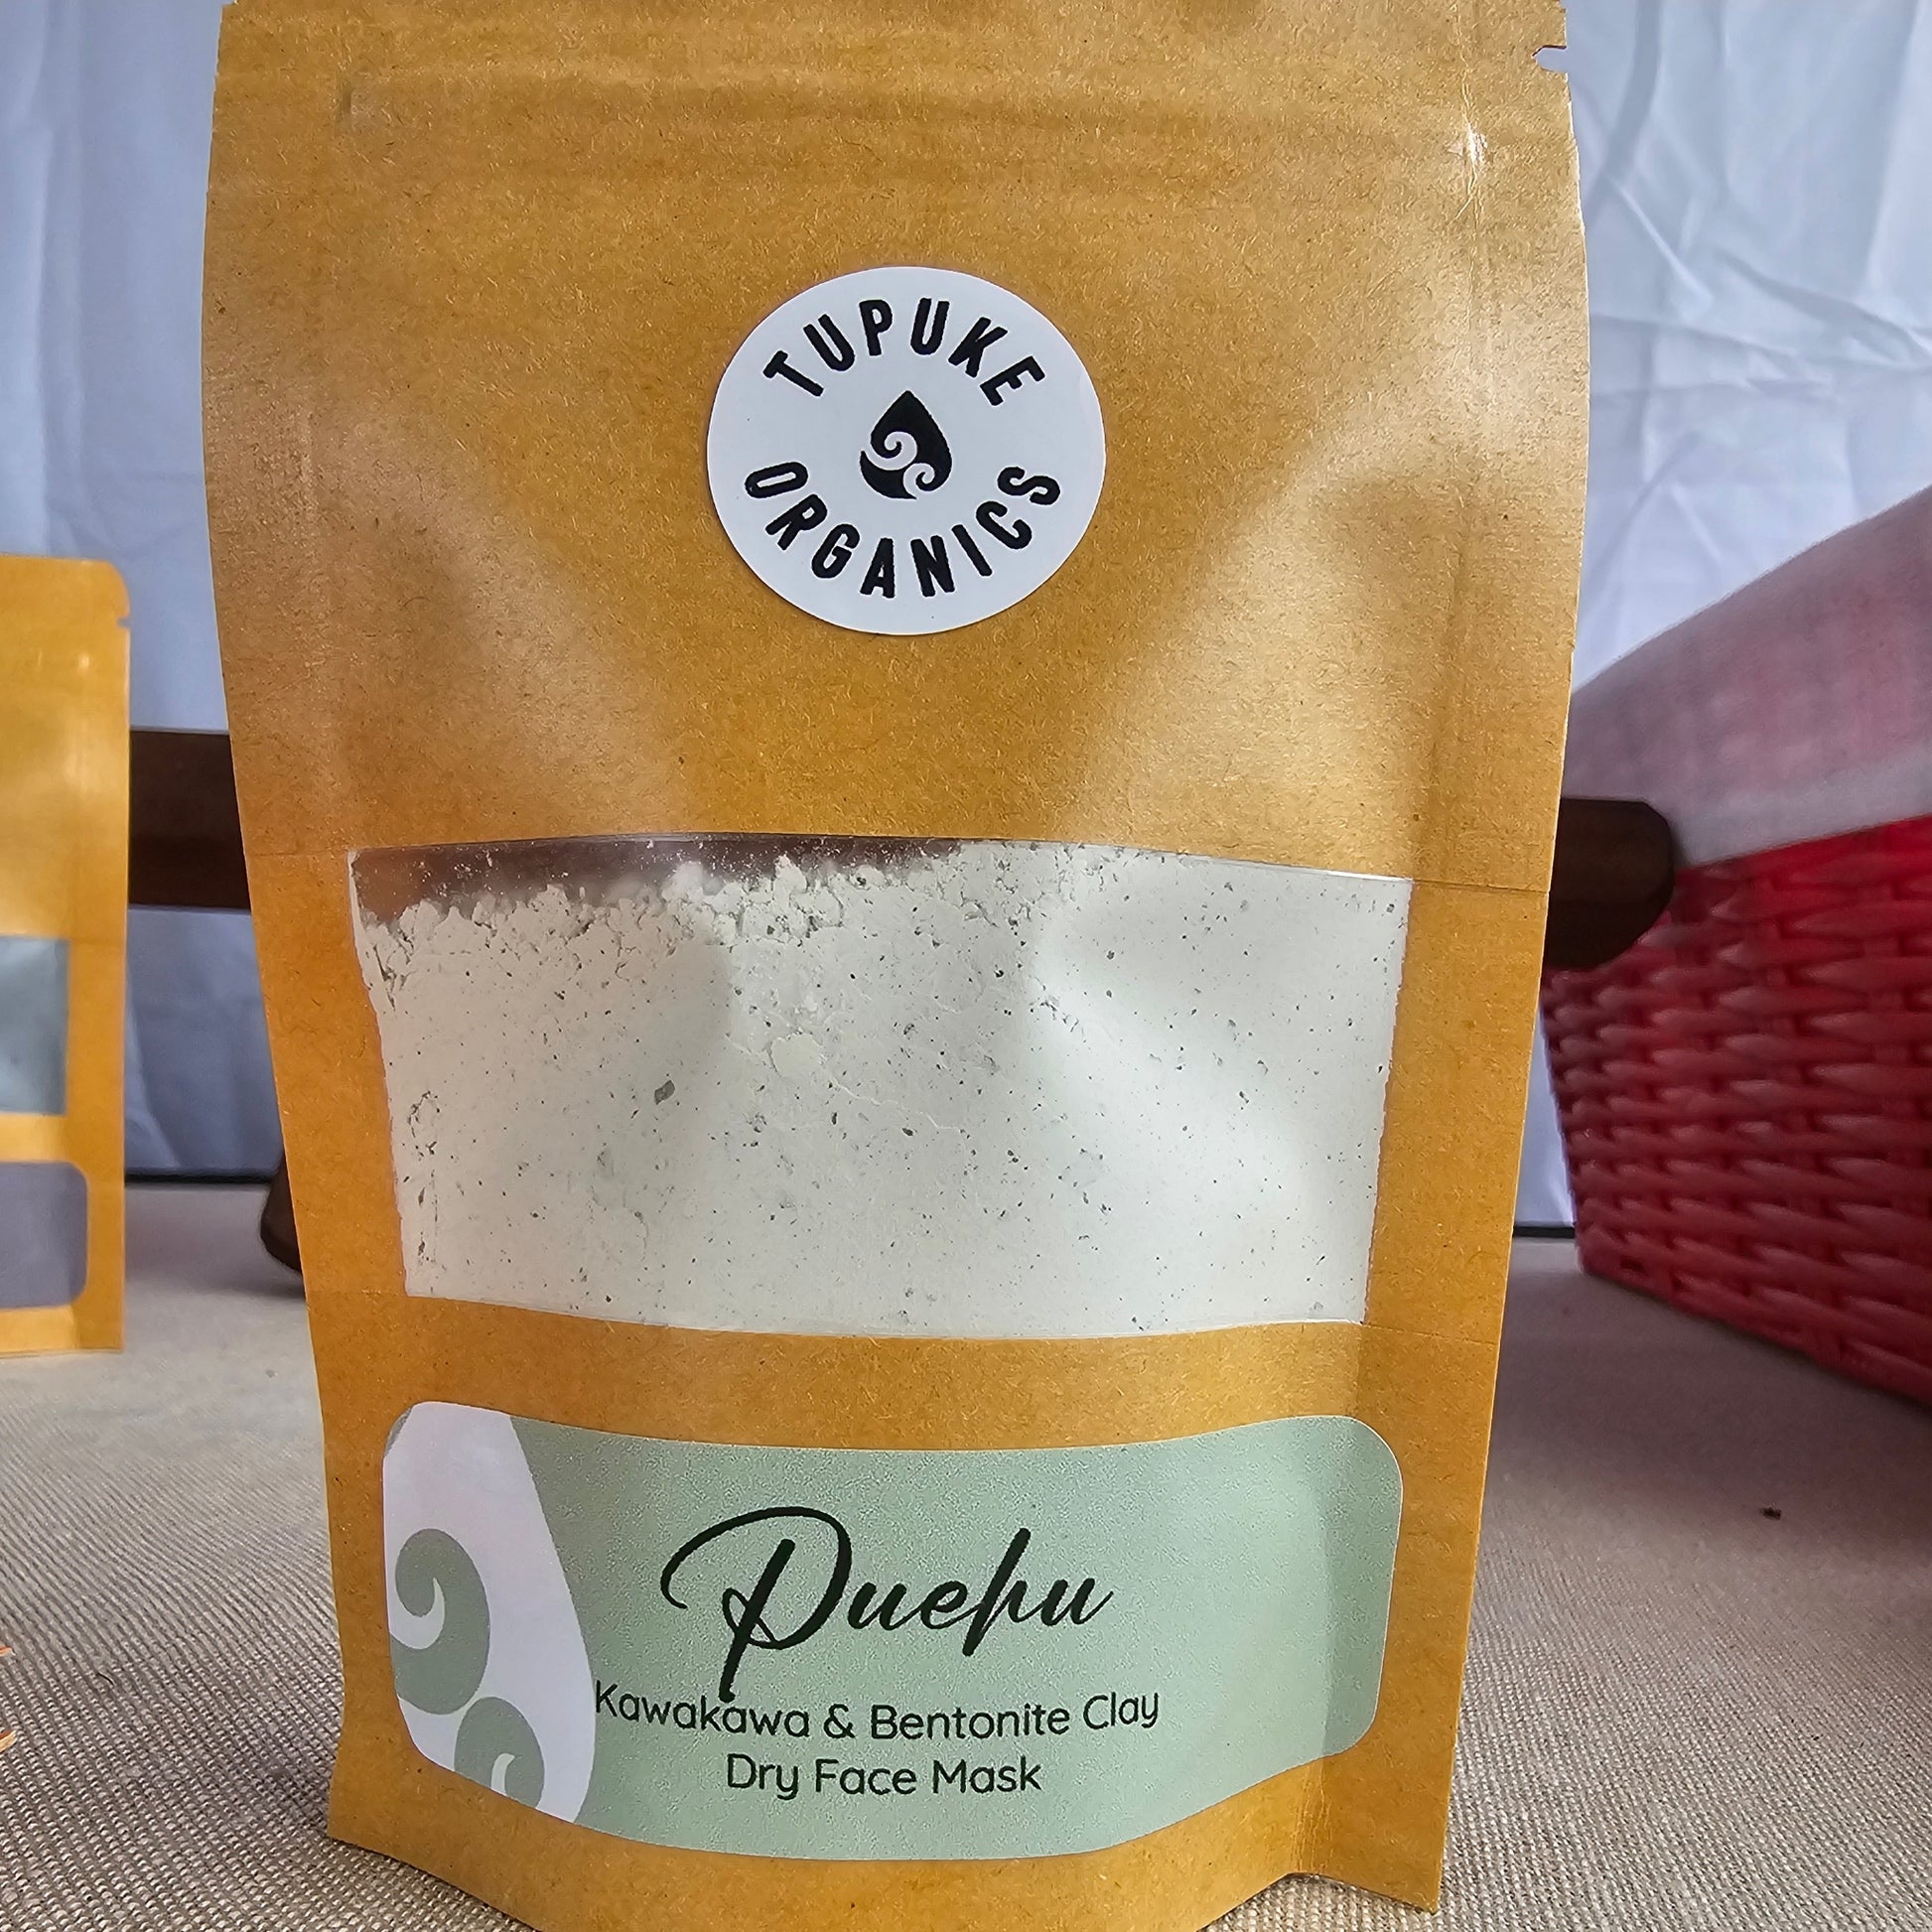 TUPUKE
ORGANICS
Puehu
Kawakawa & Bentonite Clay
Dry Face Mask